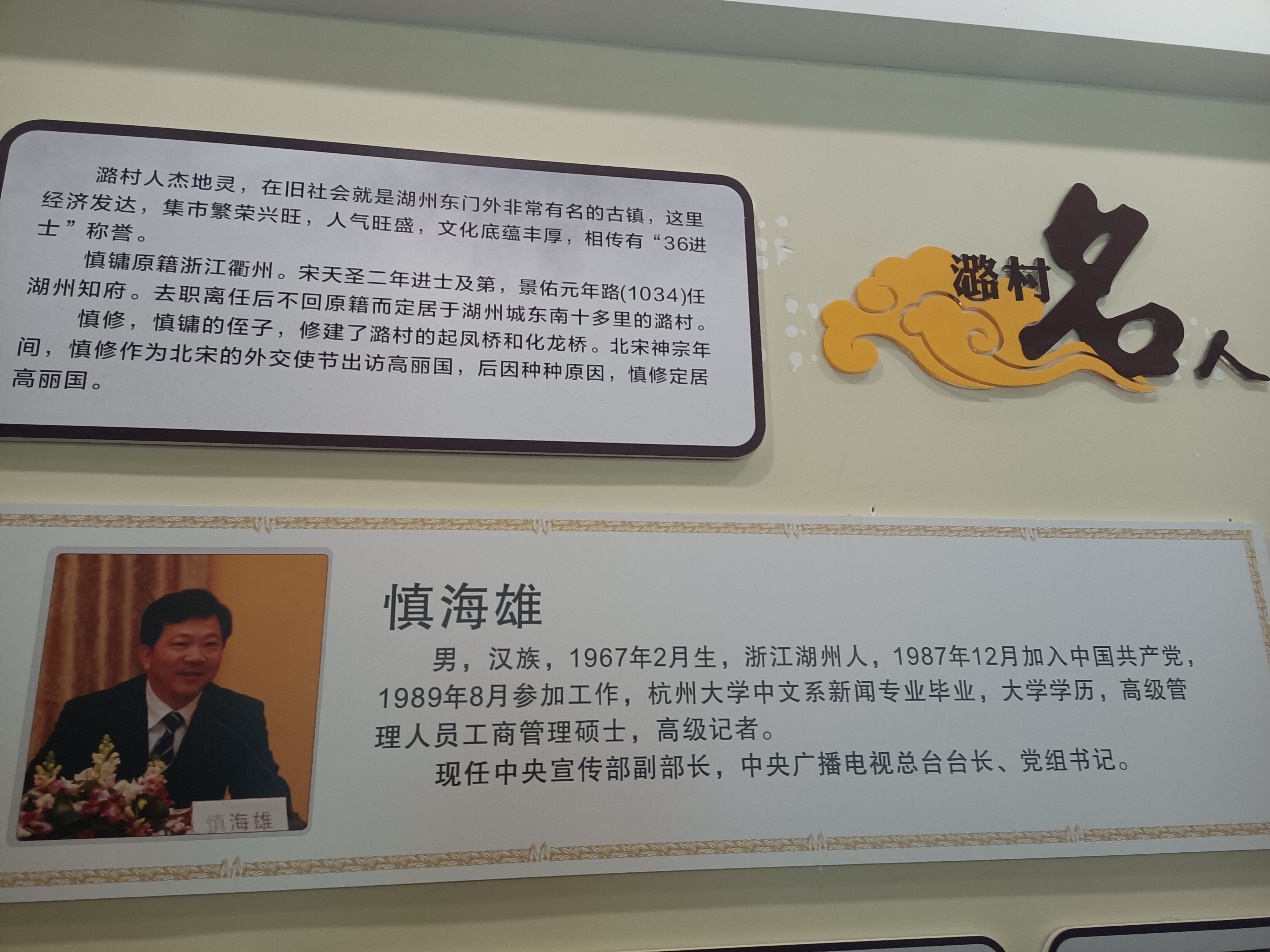 潞村人杰地灵，在旧社会就是湖州东门外非常有名的古镇，这里
经济发达，集市繁荣兴旺，人气旺盛，文化底蕴丰厚，相传有“36进
士”称誉。
慎镛原籍浙江衢州。宋天圣二年进士及第，景佑元年路(1034)任
湖州知府。去职离任后不回原籍而定居于湖州城东南十多里的潞村。
慎修，慎镛的侄子，修建了潞村的起凤桥和化龙桥。北宋神宗年
间，慎修作为北宋的外交使节出访高丽国，后因种种原因，慎修定居
高丽国。
潞村
名人
慎海雄
男，汉族，1967年2月生，浙江湖州人，1987年12月加入中国共产党，
1989年8月参加工作，杭州大学中文系新闻专业毕业，大学学历，高级管
理人员工商管理硕士，高级记者。
现任中央宣传部副部长，中央广播电视总台台长、党组书记。
慎海雄